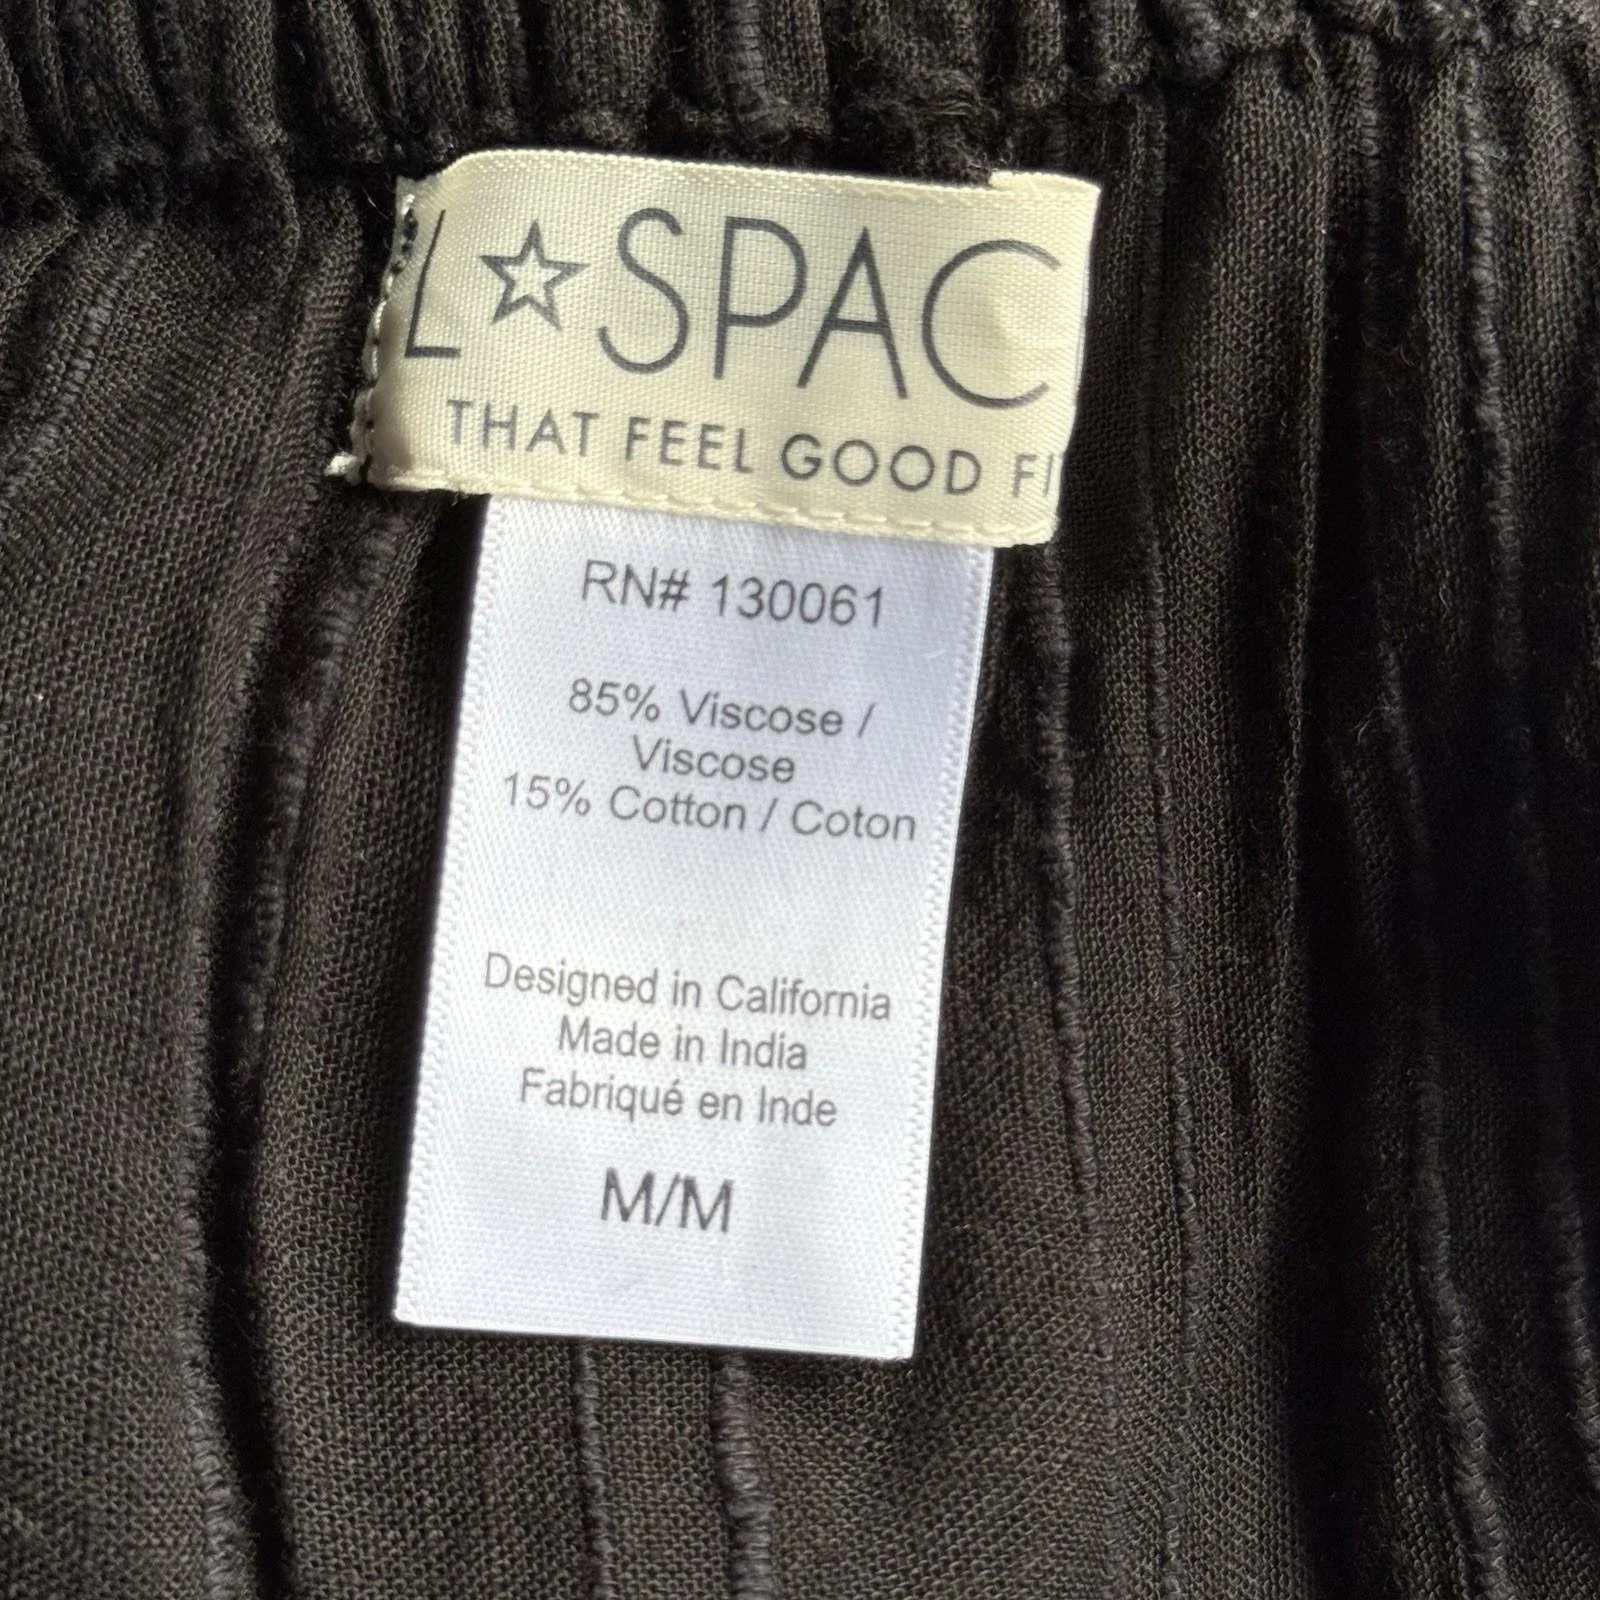 L☆SPAC
THAT FEEL GOOD FI
RN# 130061
85% Viscose /
Viscose
15% Cotton / Coton
Designed in California
Made in India
Fabriqué en Inde
M/M